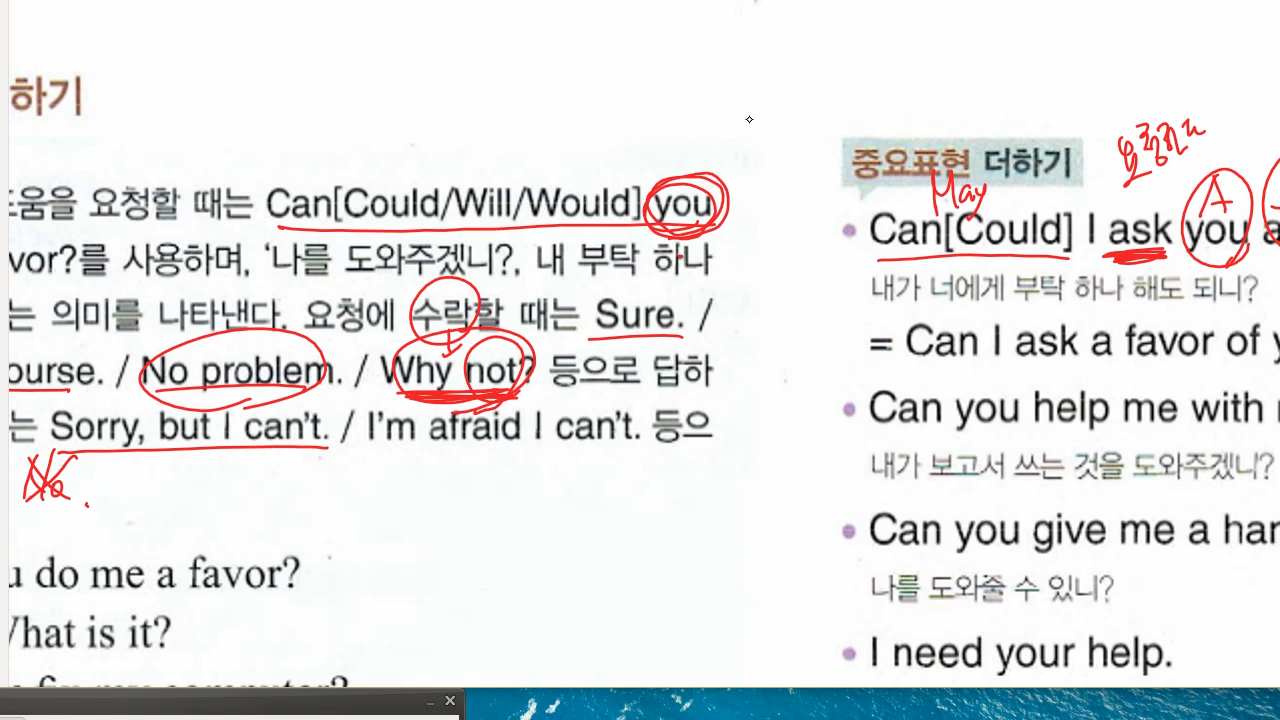 하기
움을 요청할 때는 Can[Could/Will/Would] you
vor?를 사용하며, ‘나를 도와주겠니?, 내 부탁 하나
는 의미를 나타낸다. 요청에 수락할 때는 Sure. /
ourse. / No problem. / Why not? 등으로 답하
는 Sorry, but I can’t. / I’m afraid I can’t. 등으
No.
u do me a favor?
What is it?
중요표현 더하기
May
A
Can[Could] I ask you a
내가 너에게 부탁 하나 해도 되니?
= Can I ask a favor of y
Can you help me with
내가 보고서 쓰는 것을 도와주겠니?
Can you give me a har
나를 도와줄 수 있니?
I need your help.